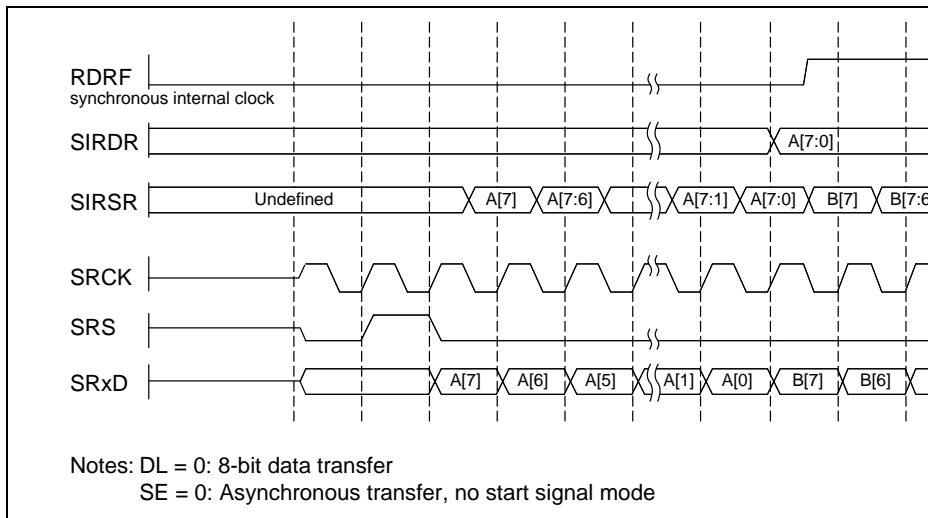 RDRF
synchronous internal clock
SIRDR A[7:0]
SIRSR Undefined A[7] A[7:6] A[7:1] A[7:0] B[7] B[7:6
SRCK
SRS
SRxD A[7] A[6] A[5] A[1] A[0] B[7] B[6]
Notes: DL = 0: 8-bit data transfer
SE = 0: Asynchronous transfer, no start signal mode